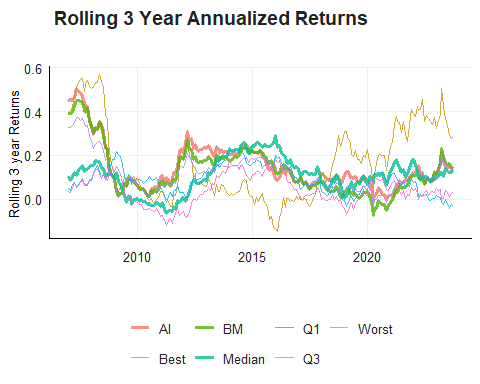 Rolling 3 Year Annualized Returns
Rolling 3 year Returns
0.6
0.4
0.2
0.0
2010 2015 2020
AI BM Q1 Worst
Best Median Q3